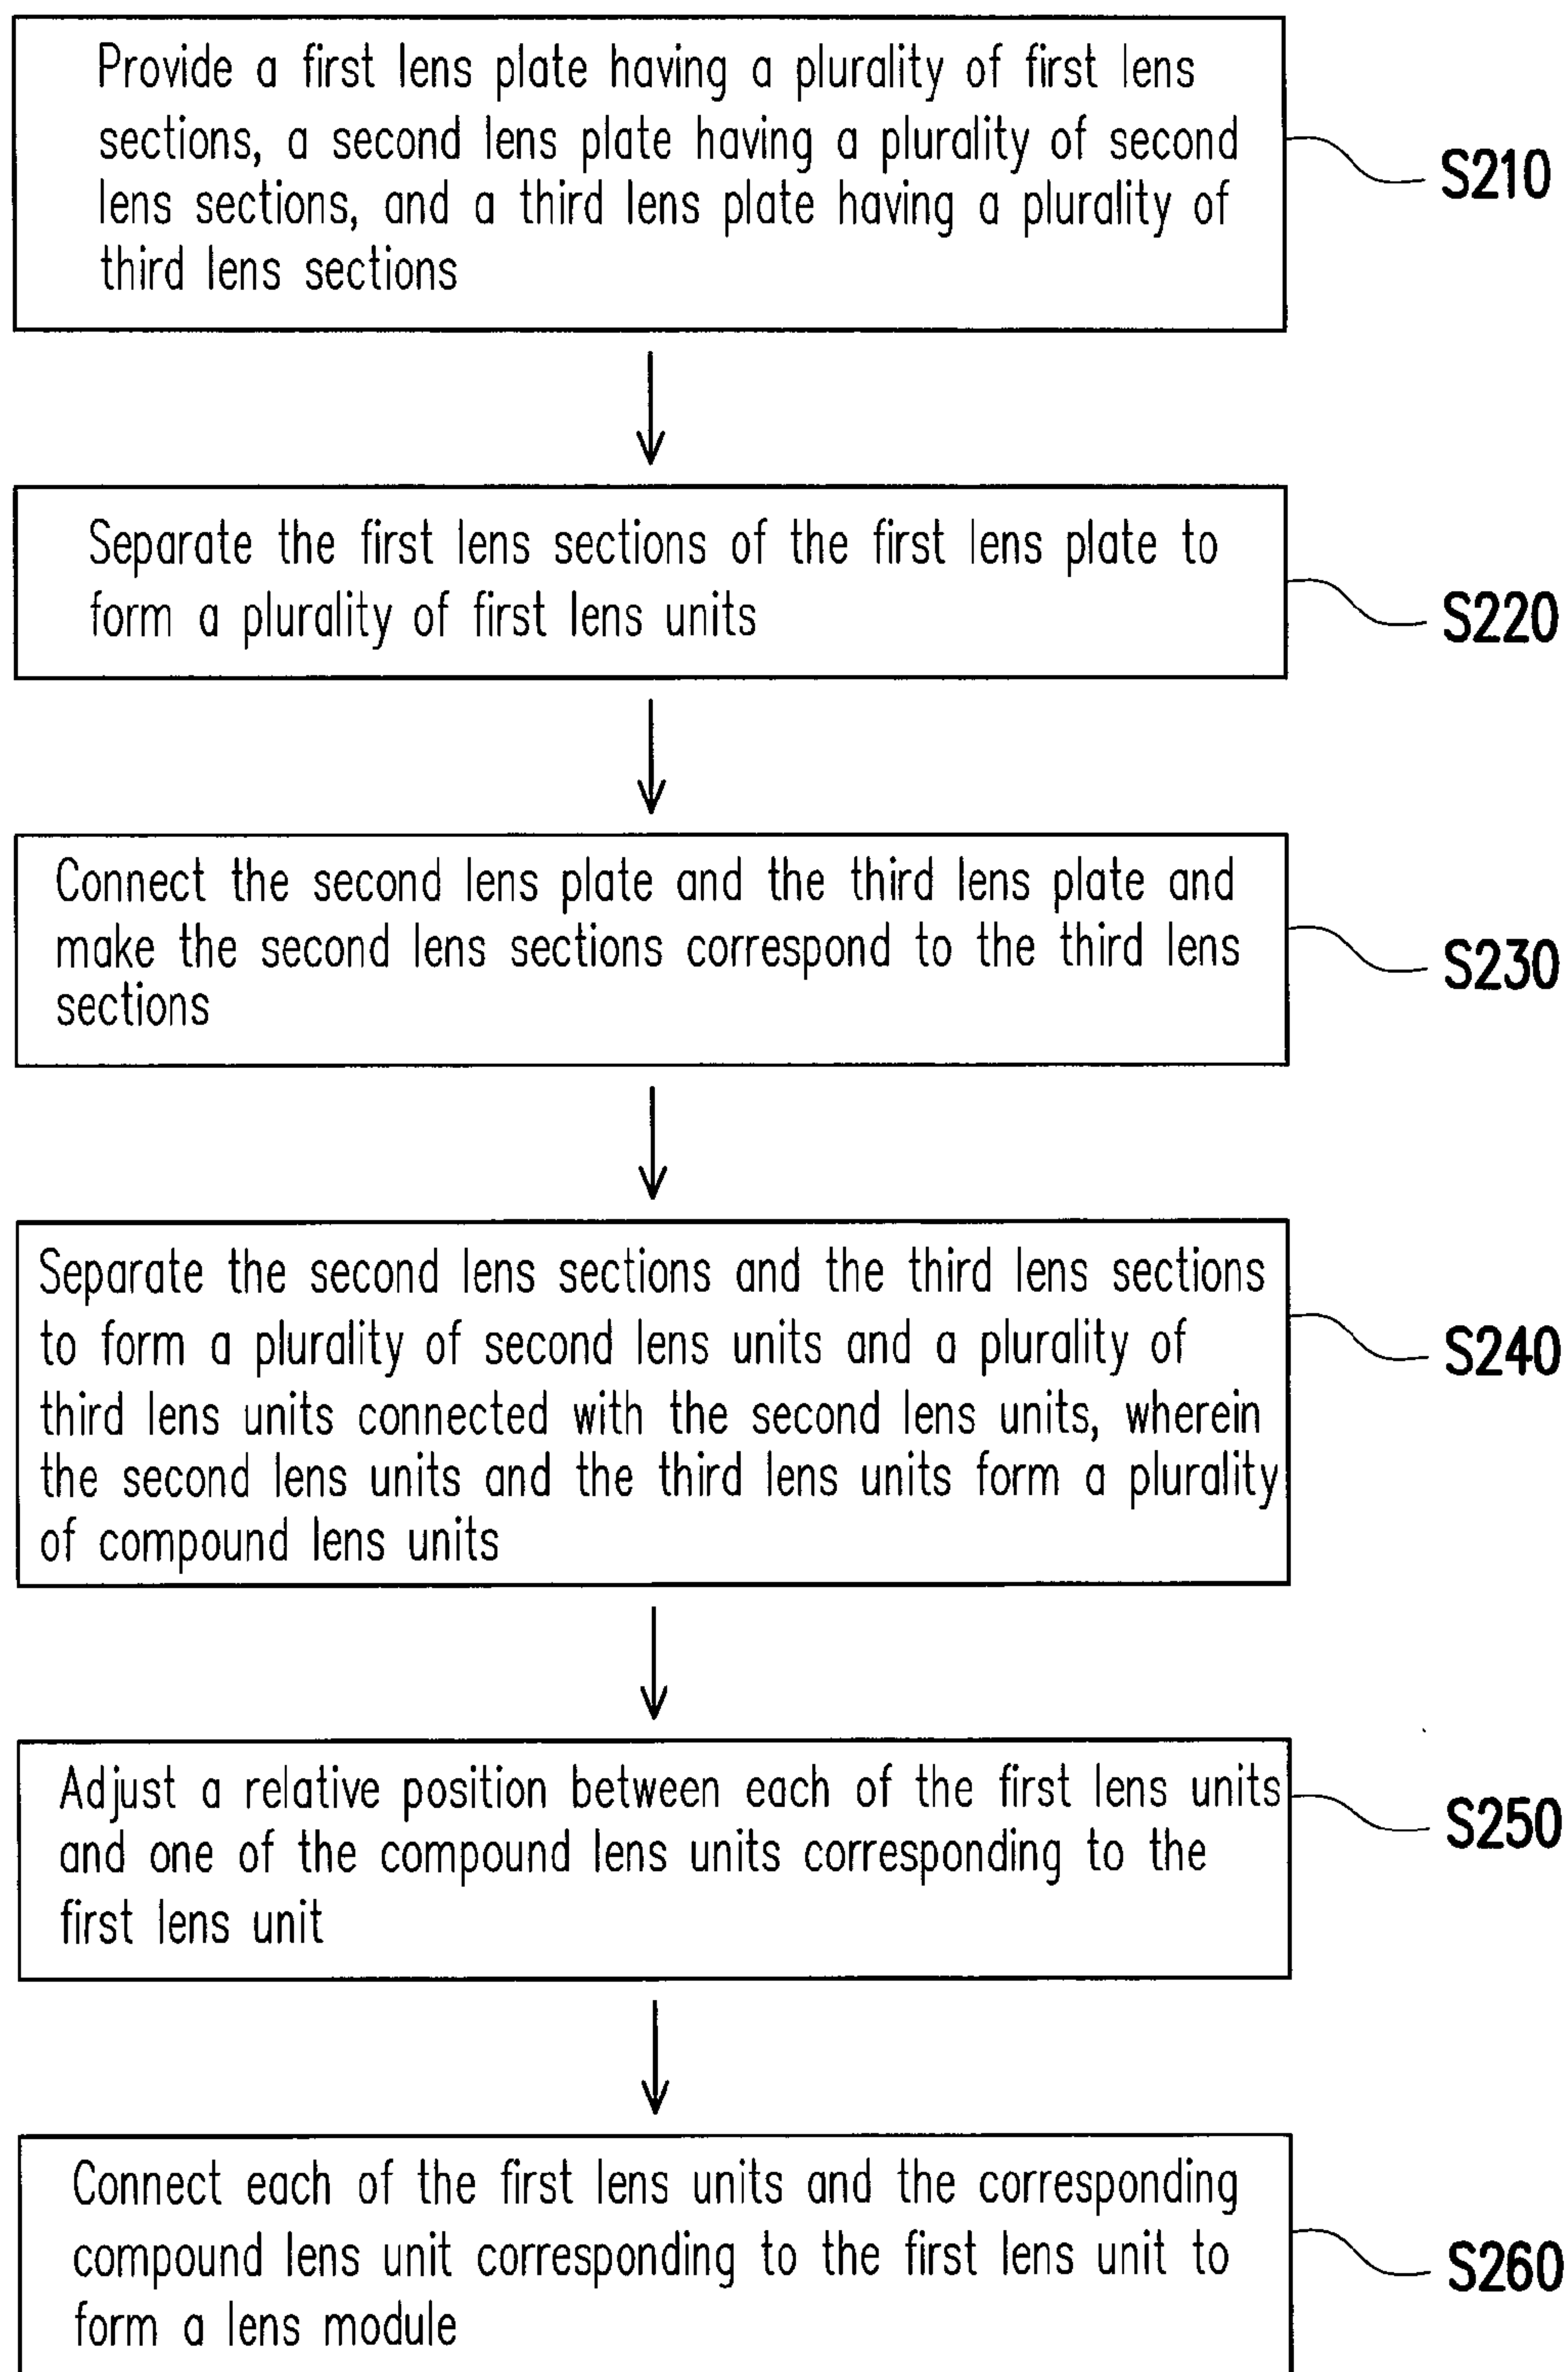 Provide a first lens plate having a plurality of first lens
sections, a second lens plate having a plurality of second
lens sections, and a third lens plate having a plurality of
third lens sections
S210
Separate the first lens sections of the first lens plate to
form a plurality of first lens units
S220
Connect the second lens plate and the third lens plate and
make the second lens sections correspond to the third lens
sections
S230
Separate the second lens sections and the third lens sections
to form a plurality of second lens units and a plurality of
third lens units connected with the second lens units, wherein
the second lens units and the third lens units form a plurality
of compound lens units
S240
Adjust a relative position between each of the first lens units
and one of the compound lens units corresponding to the
first lens unit
S250
Connect each of the first lens units and the corresponding
compound lens unit corresponding to the first lens unit to
form a lens module
S260